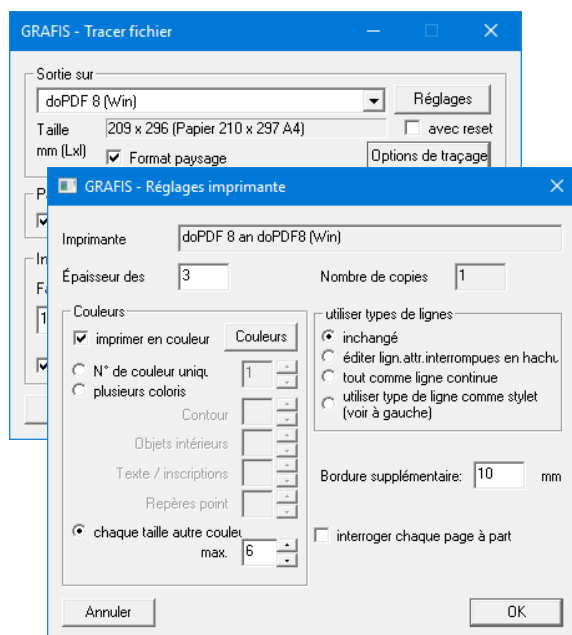 GRAFIS - Tracer fichier
Sortie sur
doPDF 8 (Win)
Réglages
Taille
209 x 296 (Papier 210 x 297 A4)
avec reset
mm (LxI)
Format paysage
Options de traçage
GRAFIS - Réglages imprimante
Imprimante
doPDF 8 an doPDF8 (Win)
Épaisseur des
3
Nombre de copies
1
Couleurs
imprimer en couleur
Couleurs
N° de couleur uniqu
1
plusieurs coloris
Contour
Objets intérieurs
Texte / inscriptions
Repères point
chaque taille autre couleu
max.
6
utiliser types de lignes
inchangé
éditer lign.attr.interrompues en hachu
tout comme ligne continue
utiliser type de ligne comme stylet
(voir à gauche)
Bordure supplémentaire:
10
mm
interroger chaque page à part
Annuler
OK